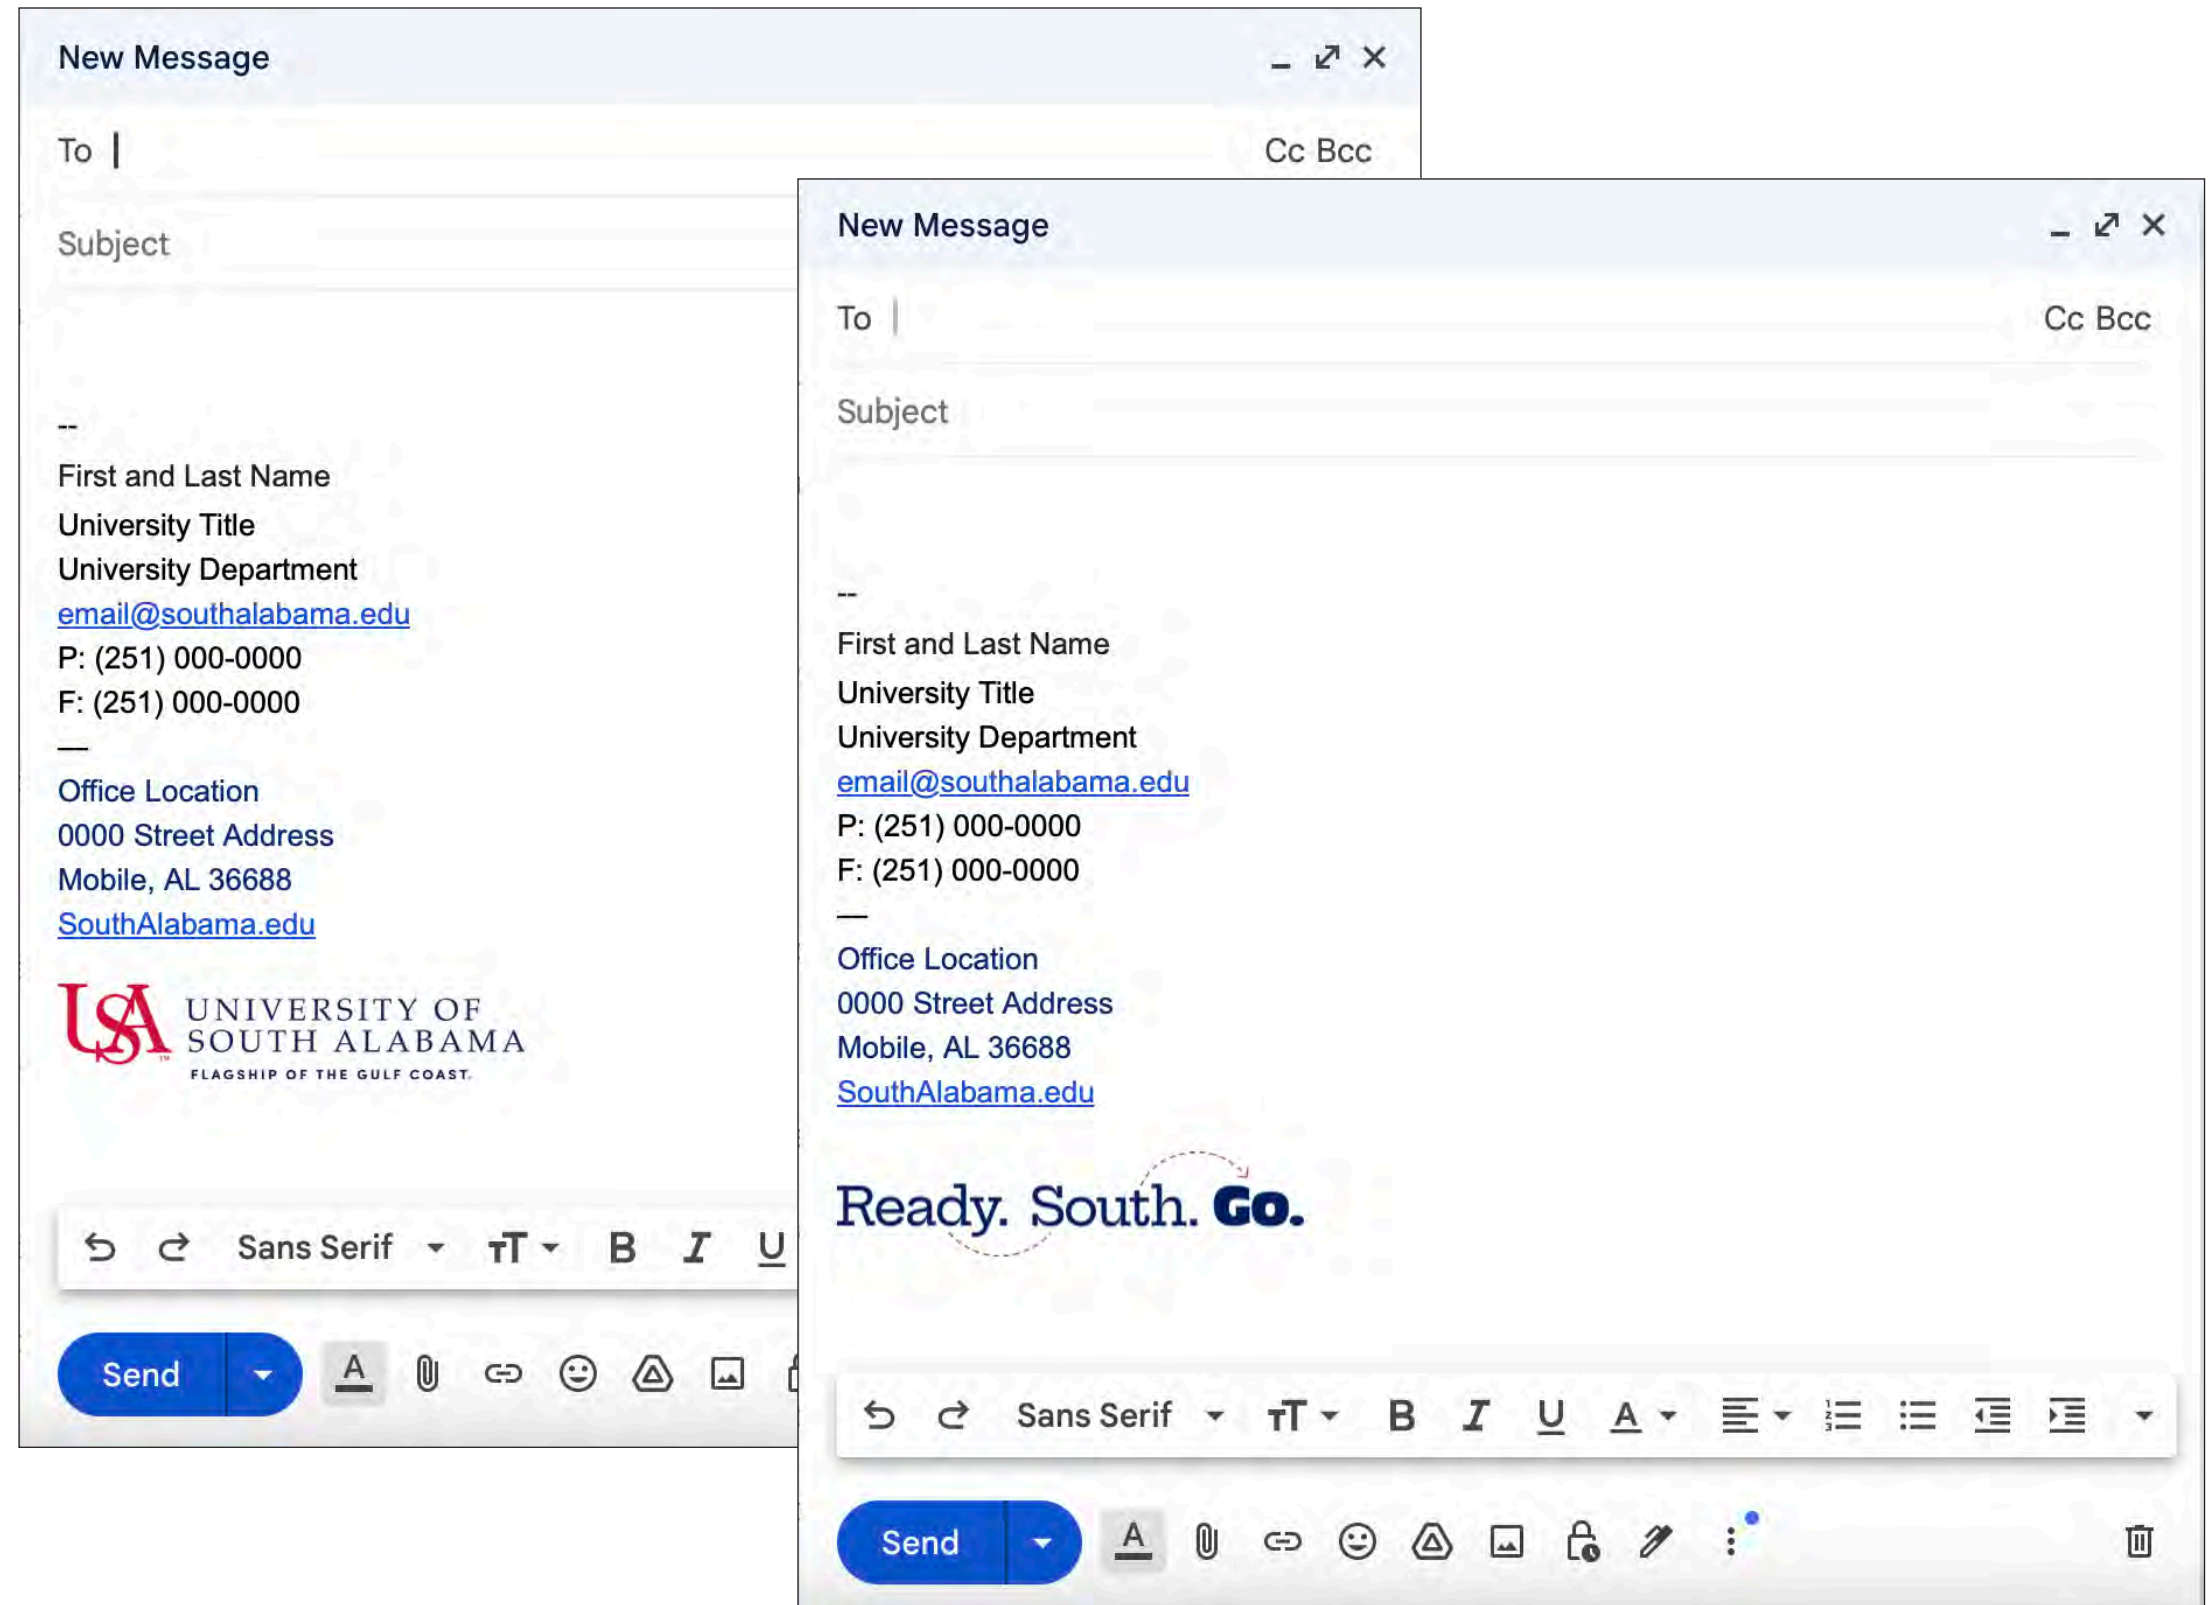 New Message
To
Cc Bcc
Subject
--
First and Last Name
University Title
University Department
email@southalabama.edu
P: (251) 000-0000
F: (251) 000-0000
—
Office Location
0000 Street Address
Mobile, AL 36688
SouthAlabama.edu
USA™
UNIVERSITY OF
SOUTH ALABAMA
FLAGSHIP OF THE GULF COAST.
Sans Serif
Send
New Message
To
Cc Bcc
Subject
--
First and Last Name
University Title
University Department
email@southalabama.edu
P: (251) 000-0000
F: (251) 000-0000
—
Office Location
0000 Street Address
Mobile, AL 36688
SouthAlabama.edu
Ready. South. Go.
Sans Serif
Send